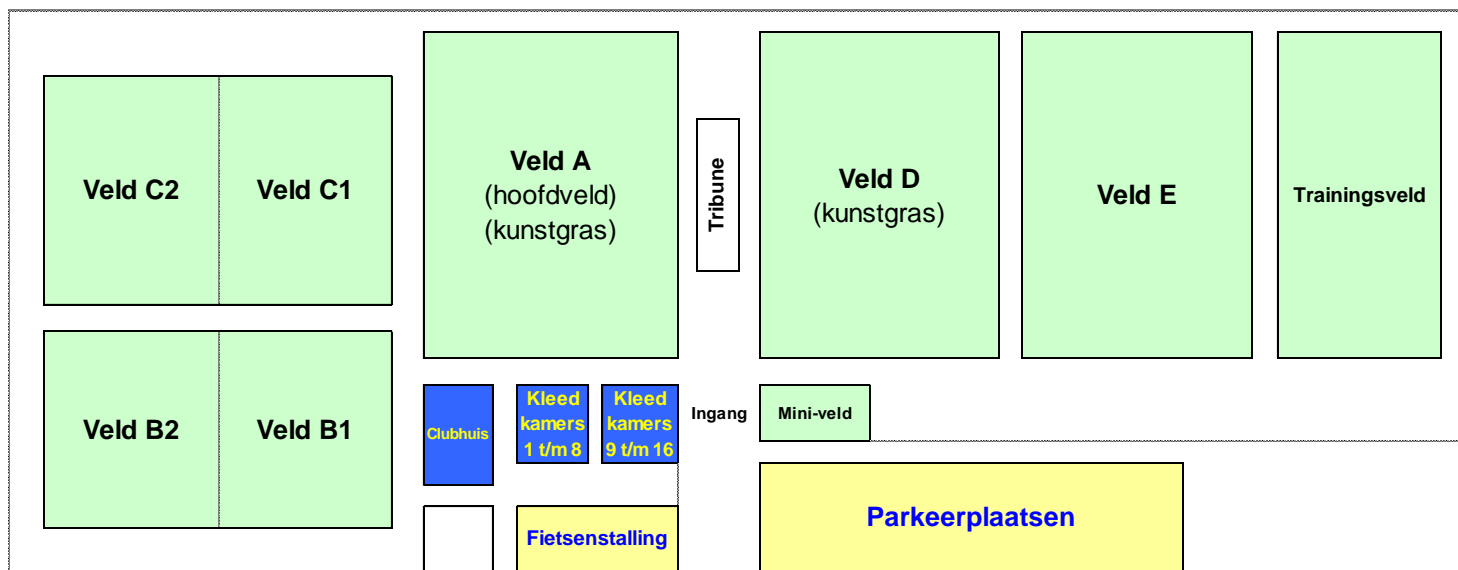 Veld C2
Veld C1
Veld A
(hoofdveld)
(kunstgras)
Tribune
Veld D
(kunstgras)
Veld E
Trainingsveld
Veld B2
Veld B1
Clubhuis
Kleed
kamers
1 t/m 8
Kleed
kamers
9 t/m 16
Ingang
Mini-veld
Fietsenstalling
Parkeerplaatsen